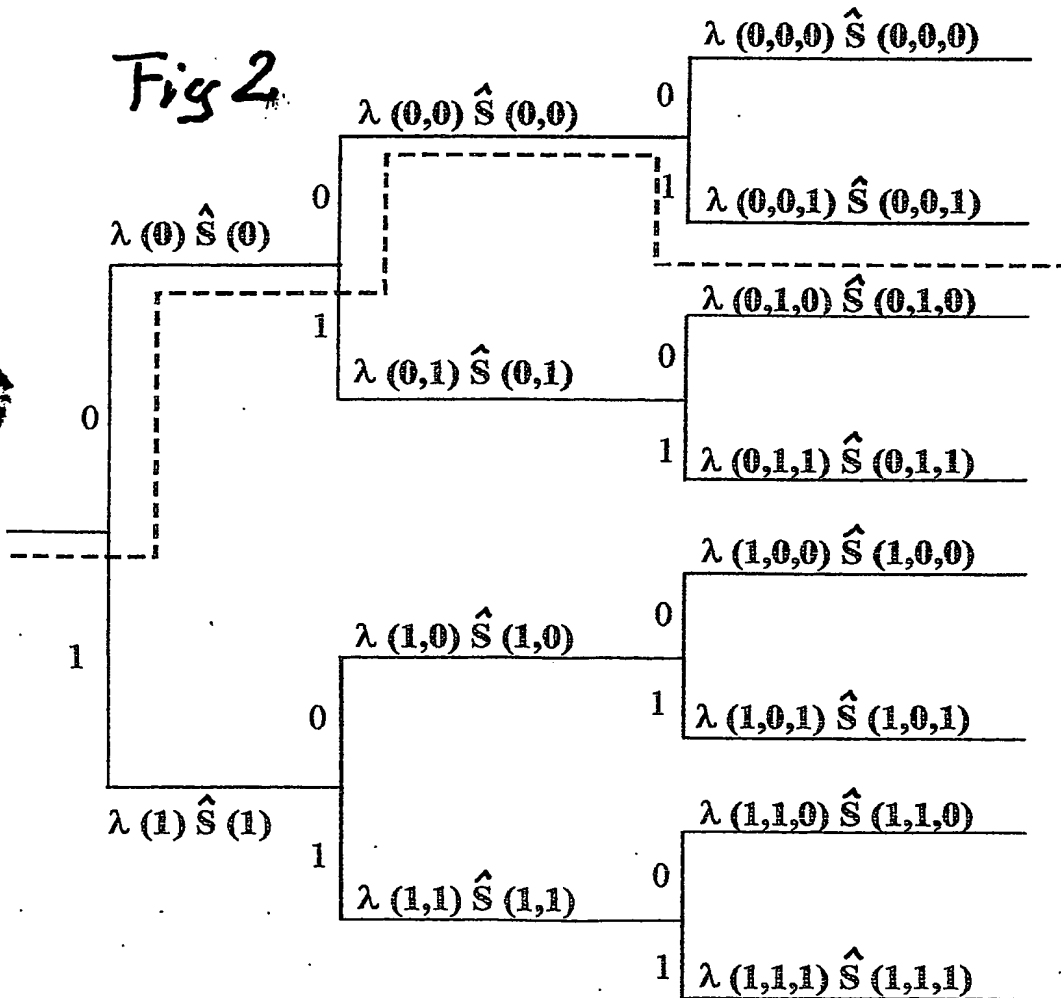 Fig 2
λ (0,0,0) Ŝ (0,0,0)
0
λ (0,0) Ŝ (0,0)
0
1
λ (0,0,1) Ŝ (0,0,1)
λ (0) Ŝ (0)
1
λ (0,1,0) Ŝ (0,1,0)
0
λ (0,1) Ŝ (0,1)
0
1
λ (0,1,1) Ŝ (0,1,1)
λ (1,0,0) Ŝ (1,0,0)
0
λ (1,0) Ŝ (1,0)
1
0
1
λ (1,0,1) Ŝ (1,0,1)
λ (1) Ŝ (1)
λ (1,1,0) Ŝ (1,1,0)
1
0
λ (1,1) Ŝ (1,1)
1
λ (1,1,1) Ŝ (1,1,1)